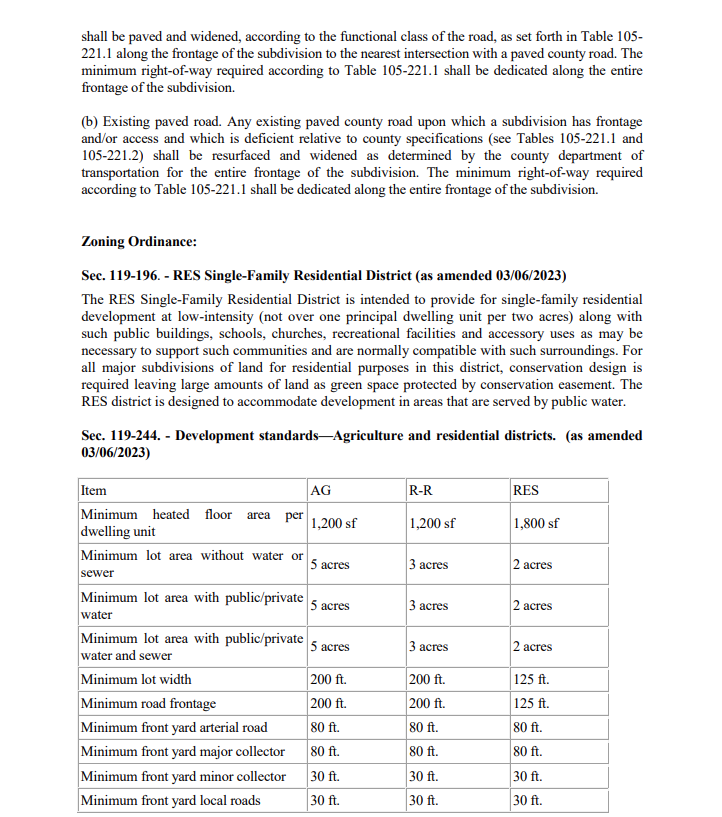 shall be paved and widened, according to the functional class of the road, as set forth in Table 105-
221.1 along the frontage of the subdivision to the nearest intersection with a paved county road. The
minimum right-of-way required according to Table 105-221.1 shall be dedicated along the entire
frontage of the subdivision.
(b) Existing paved road. Any existing paved county road upon which a subdivision has frontage
and/or access and which is deficient relative to county specifications (see Tables 105-221.1 and
105-221.2) shall be resurfaced and widened as determined by the county department of
transportation for the entire frontage of the subdivision. The minimum right-of-way required
according to Table 105-221.1 shall be dedicated along the entire frontage of the subdivision.
Zoning Ordinance:
Sec. 119-196. - RES Single-Family Residential District (as amended 03/06/2023)
The RES Single-Family Residential District is intended to provide for single-family residential
development at low-intensity (not over one principal dwelling unit per two acres) along with
such public buildings, schools, churches, recreational facilities and accessory uses as may be
necessary to support such communities and are normally compatible with such surroundings. For
all major subdivisions of land for residential purposes in this district, conservation design is
required leaving large amounts of land as green space protected by conservation easement. The
RES district is designed to accommodate development in areas that are served by public water.
Sec. 119-244. - Development standards—Agriculture and residential districts. (as amended
03/06/2023)
Item AG R-R RES
Minimum heated floor area per
dwelling unit 1,200 sf 1,200 sf 1,800 sf
Minimum lot area without water or
sewer 5 acres 3 acres 2 acres
Minimum lot area with public/private
water 5 acres 3 acres 2 acres
Minimum lot area with public/private
water and sewer 5 acres 3 acres 2 acres
Minimum lot width 200 ft. 200 ft. 125 ft.
Minimum road frontage 200 ft. 200 ft. 125 ft.
Minimum front yard arterial road 80 ft. 80 ft. 80 ft.
Minimum front yard major collector 80 ft. 80 ft. 80 ft.
Minimum front yard minor collector 30 ft. 30 ft. 30 ft.
Minimum front yard local roads 30 ft. 30 ft. 30 ft.